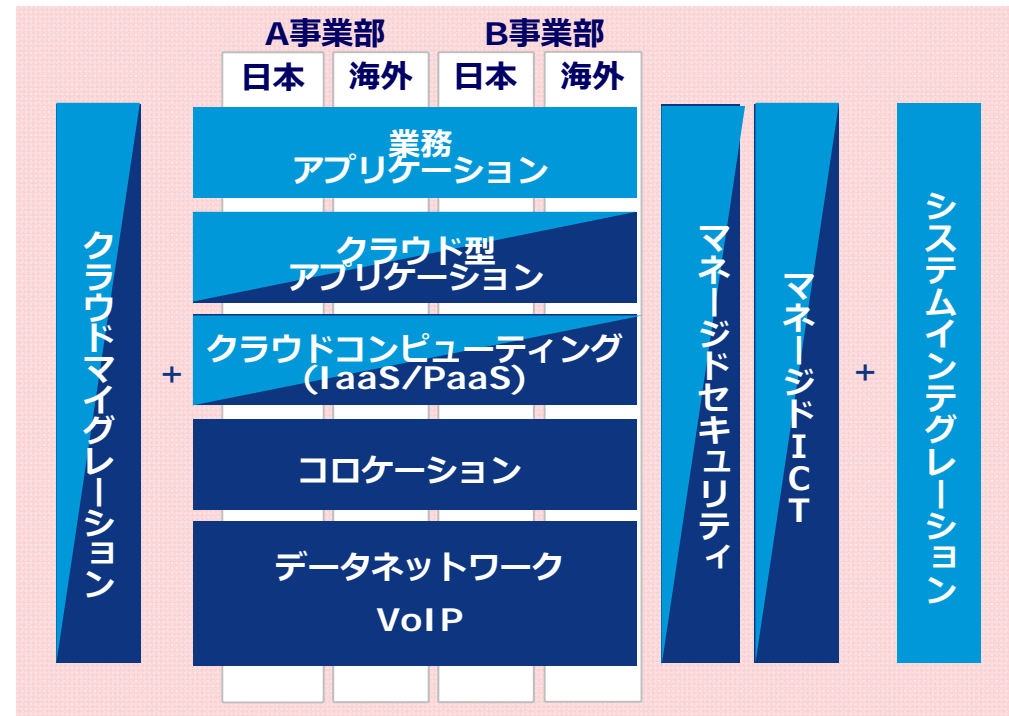 A事業部
B事業部
日本
海外
日本
海外
クラウドマイグレーション
+
業務
アプリケーション
クラウド型
アプリケーション
クラウドコンピューティング
(IaaS/PaaS)
コロケーション
データネットワーク
VoIP
マネージドセキュリティ
マネージドICT
+
システムインテグレーション